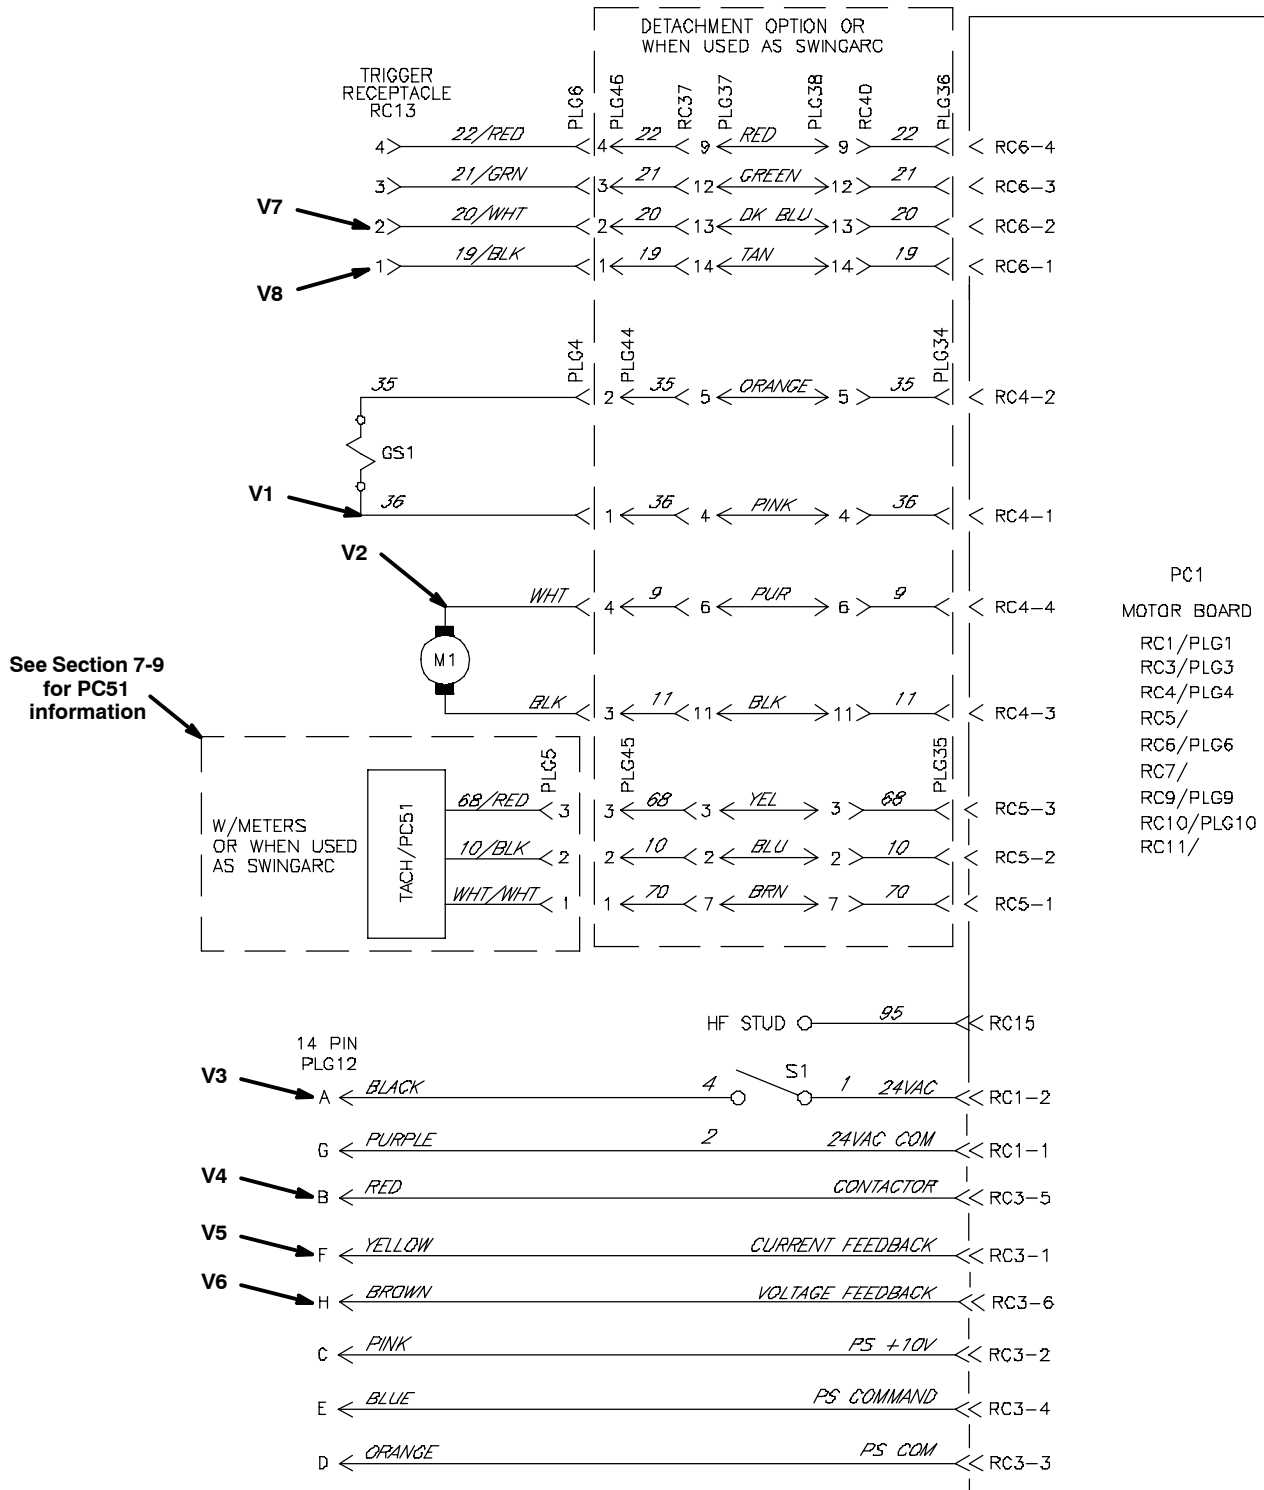 DETACHMENT OPTION OR
WHEN USED AS SWINGARC
TRIGGER
RECEPTACLE
RC13
PLG6 PLG46 RC37 PLG37 PLG38 RC40 PLG36
4 22/RED 4 22 9 RED 9 22 RC6-4
3 21/GRN 3 21 12 GREEN 12 21 RC6-3
V7
2 20/WHT 2 20 13 DK BLU 13 20 RC6-2
1 19/BLK 1 19 14 TAN 14 19 RC6-1
V8
PLG4 PLG44 PLG34
35 2 35 5 ORANGE 5 35 RC4-2
GS1
V1
36 1 36 4 PINK 4 36 RC4-1
V2
WHT 4 9 6 PUR 6 9 RC4-4
M1
BLK 3 11 11 BLK 11 11 RC4-3
PC1
MOTOR BOARD
RC1/PLG1
RC3/PLG3
RC4/PLG4
RC5/
RC6/PLG6
RC7/
RC9/PLG9
RC10/PLG10
RC11/
See Section 7-9
for PC51
information
PLG5 PLG45 PLG35
W/METERS
OR WHEN USED
AS SWINGARC
TACH/PC51
68/RED 3 3 68 3 YEL 3 68 RC5-3
10/BLK 2 2 10 2 BLU 2 10 RC5-2
WHT/WHT 1 1 70 7 BRN 7 70 RC5-1
HF STUD 95 RC15
14 PIN
PLG12
V3
A BLACK 4 S1 1 24VAC RC1-2
G PURPLE 2 24VAC COM RC1-1
V4
B RED CONTACTOR RC3-5
V5
F YELLOW CURRENT FEEDBACK RC3-1
V6
H BROWN VOLTAGE FEEDBACK RC3-6
C PINK PS +10V RC3-2
E BLUE PS COMMAND RC3-4
D ORANGE PS COM RC3-3